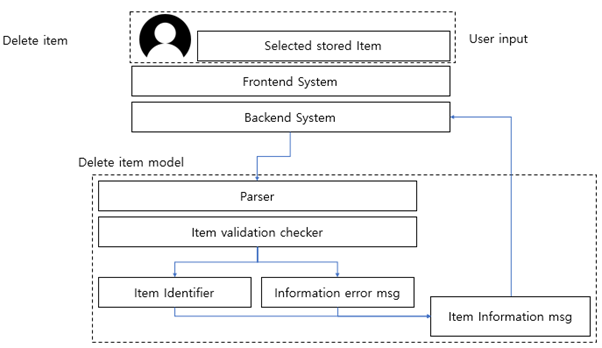 Delete item
Selected stored Item
User input
Frontend System
Backend System
Delete item model
Parser
Item validation checker
Item Identifier
Information error msg
Item Information msg